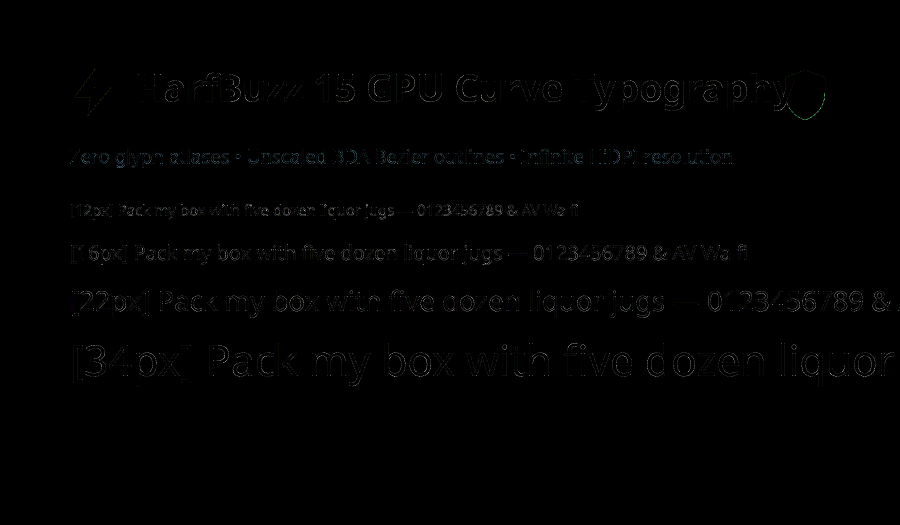 HarfBuzz 15 GPU Curve Typography
Zero glyph atlases • Unscaled BDA Bezier outlines • Infinite HiDPI resolution
[12px] Pack my box with five dozen liquor jugs — 0123456789 & AV Wa fi
[16px] Pack my box with five dozen liquor jugs — 0123456789 & AV Wa fi
[22px] Pack my box with five dozen liquor jugs — 0123456789 &
[34px] Pack my box with five dozen liquor